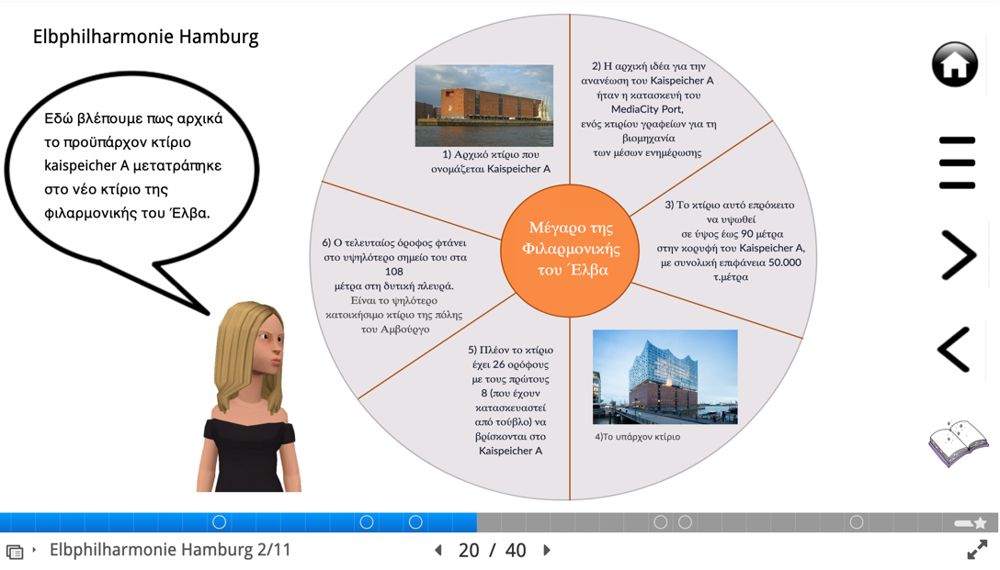 Elbphilharmonie Hamburg
Εδώ βλέπουμε πως αρχικά
το προϋπάρχον κτίριο
kaispeicher A μετατράπηκε
στο νέο κτίριο της
φιλαρμονικής του Έλβα.
1) Αρχικό κτίριο που
ονομάζεται Kaispeicher A
2) Η αρχική ιδέα για την
ανανέωση του Kaispeicher A
ήταν η κατασκευή του
MediaCity Port,
ενός κτιρίου γραφείων για τη
βιομηχανία
των μέσων ενημέρωσης
3) Το κτίριο αυτό επρόκειτο
να υψωθεί
σε ύψος έως 90 μέτρα
στην κορυφή του Kaispeicher A,
με συνολική επιφάνεια 50.000
τ.μέτρα
4)Το υπάρχον κτίριο
5) Πλέον το κτίριο
έχει 26 ορόφους
με τους πρώτους
8 (που έχουν
κατασκευαστεί
από τούβλο) να
βρίσκονται στο
Kaispeicher A
6) Ο τελευταίος όροφος φτάνει
στο υψηλότερο σημείο του στα
108
μέτρα στη δυτική πλευρά.
Είναι το ψηλότερο
κατοικήσιμο κτίριο της πόλης
του Αμβούργο
Μέγαρο της
Φιλαρμονικής
του Έλβα
Elbphilharmonie Hamburg 2/11
20 / 40